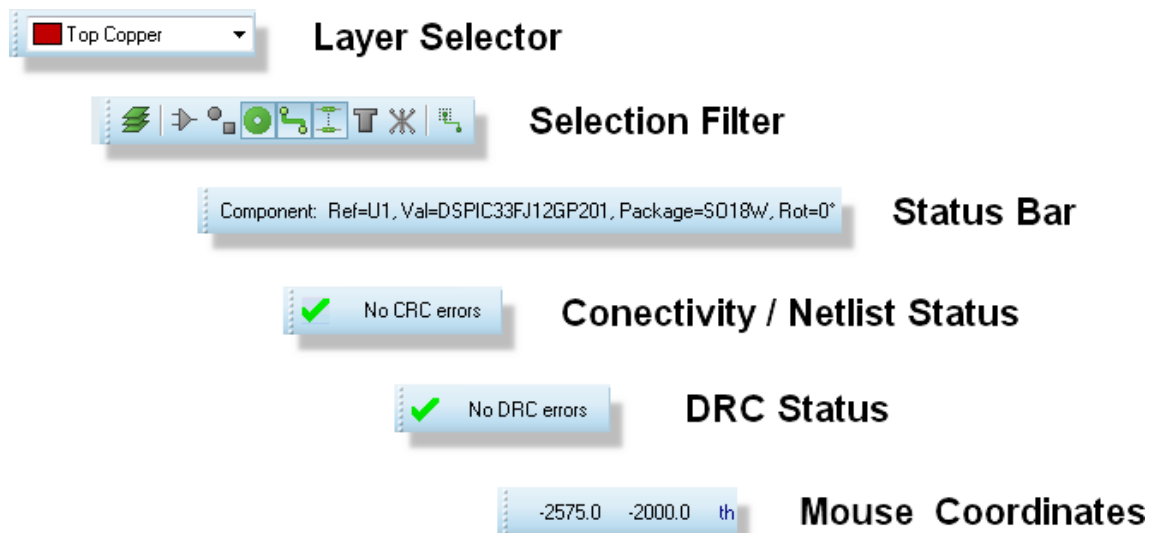 Top Copper Layer Selector
Selection Filter
Component: Ref=U1, Val=DSPIC33FJ12GP201, Package=SO18W, Rot=0° Status Bar
No CRC errors Conectivity / Netlist Status
No DRC errors DRC Status
-2575.0 -2000.0 th Mouse Coordinates